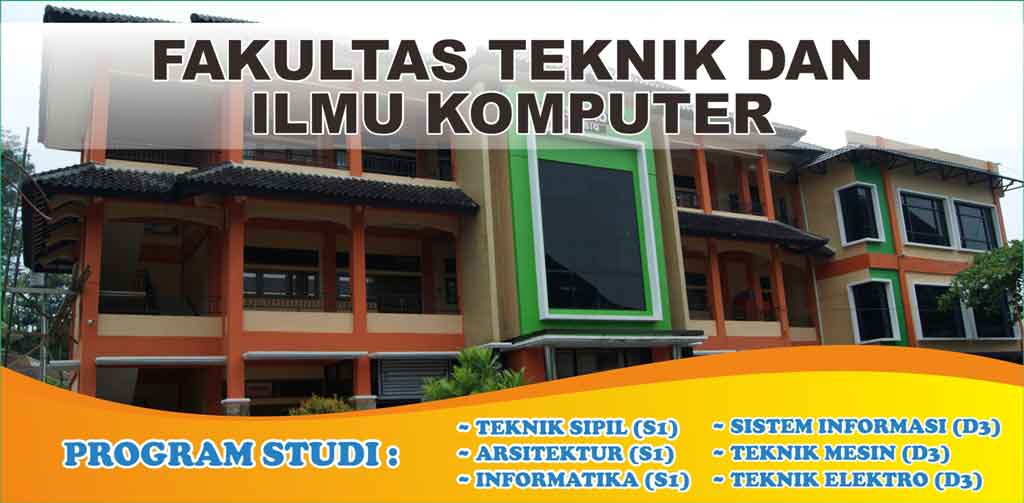 FAKULTAS TEKNIK DAN
ILMU KOMPUTER
PROGRAM STUDI :
~ TEKNIK SIPIL (S1)
~ ARSITEKTUR (S1)
~ INFORMATIKA (S1)
~ SISTEM INFORMASI (D3)
~ TEKNIK MESIN (D3)
~ TEKNIK ELEKTRO (D3)